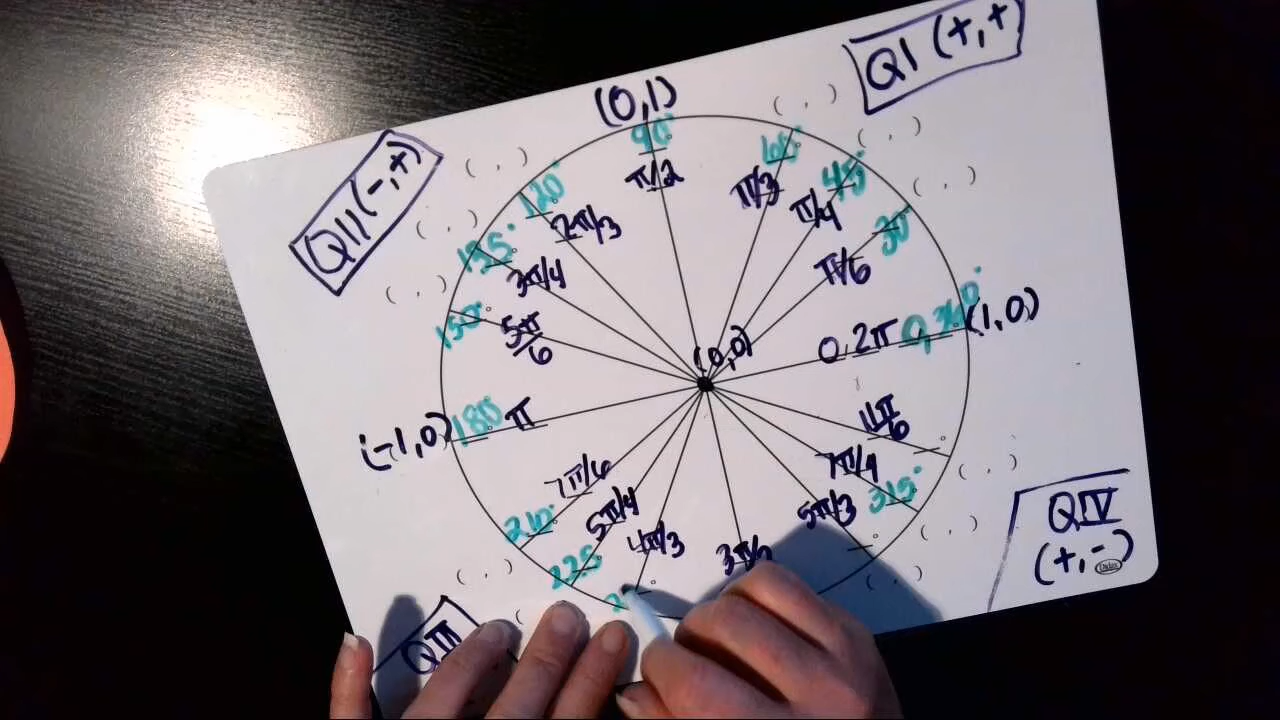 QI (+,+
(0,1)
90°
π/2
60°
π/3
45°
π/4
30°
π/6
QII (-,+)
120°
2π/3
135°
3π/4
150°
5π/6
(0,0)
0,2π 0, 360° (1,0)
(-1,0) 180° π
11π/6
7π/4
315°
5π/3
7π/6
210°
5π/4
225°
4π/3
2
QIV
(+,-)
QIII